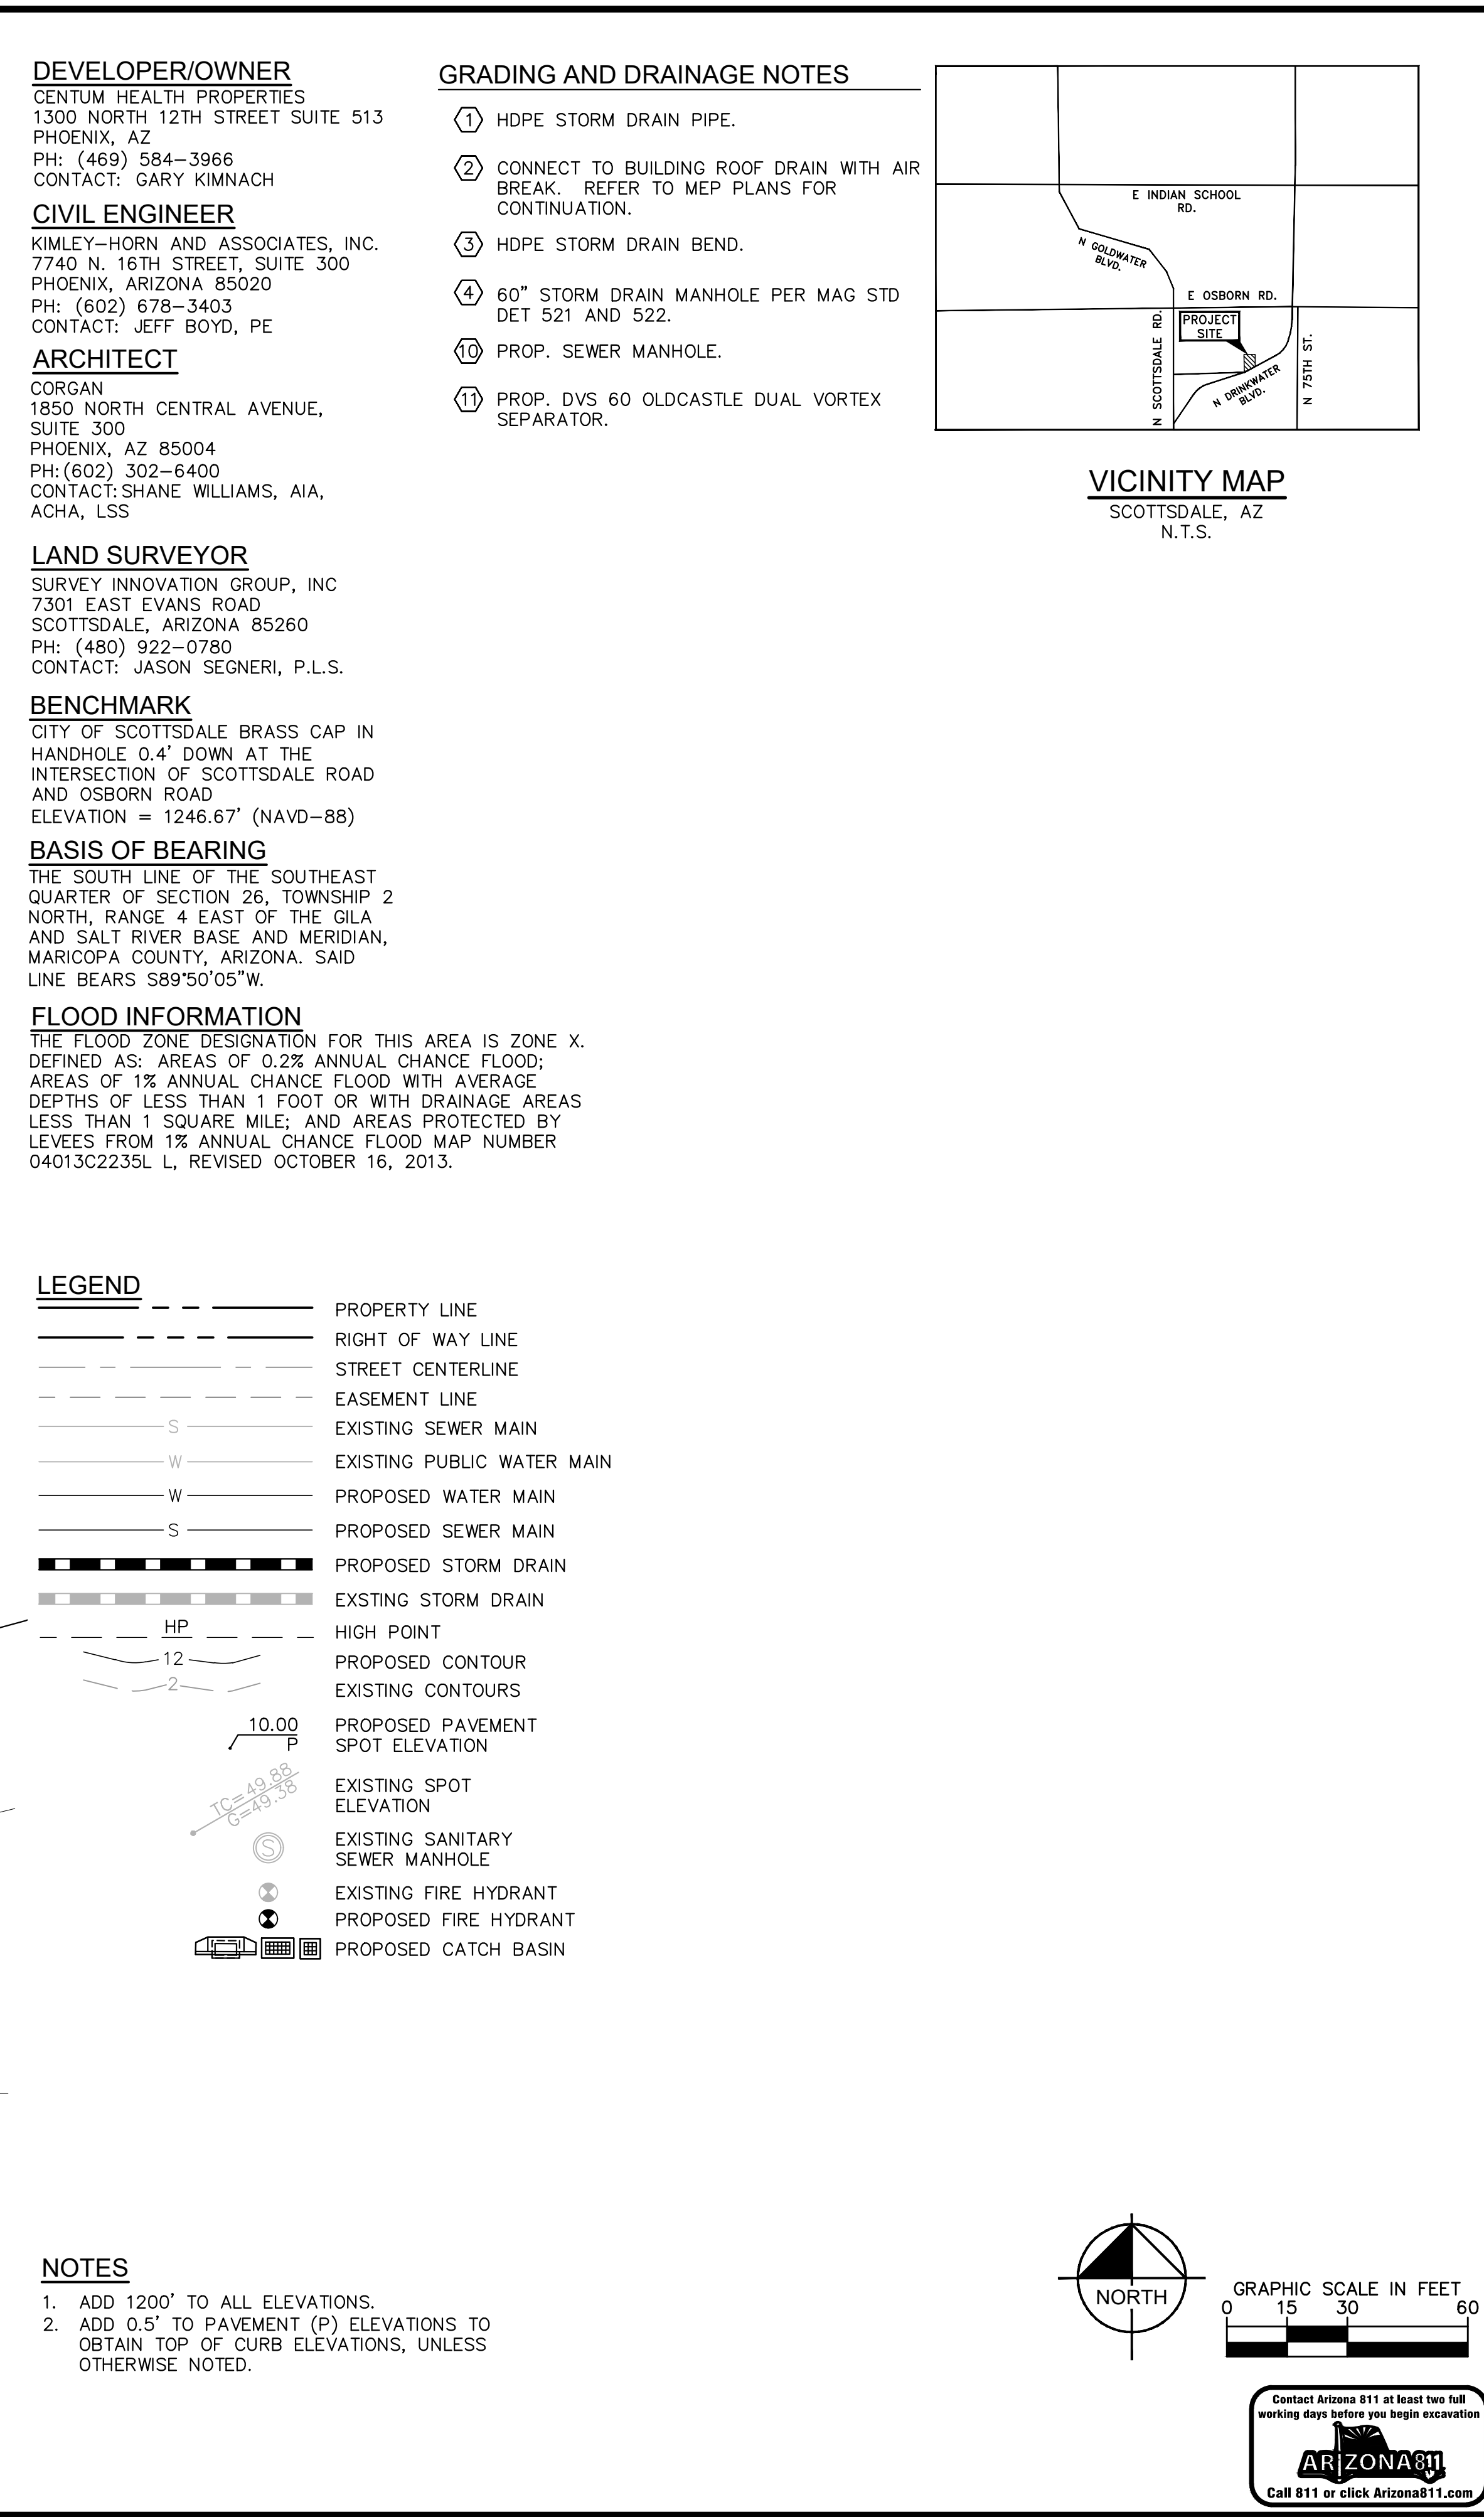 DEVELOPER/OWNER
CENTUM HEALTH PROPERTIES
1300 NORTH 12TH STREET SUITE 513
PHOENIX, AZ
PH: (469) 584-3966
CONTACT: GARY KIMNACH
CIVIL ENGINEER
KIMLEY-HORN AND ASSOCIATES, INC.
7740 N. 16TH STREET, SUITE 300
PHOENIX, ARIZONA 85020
PH: (602) 678-3403
CONTACT: JEFF BOYD, PE
ARCHITECT
CORGAN
1850 NORTH CENTRAL AVENUE,
SUITE 300
PHOENIX, AZ 85004
PH:(602) 302-6400
CONTACT: SHANE WILLIAMS, AIA,
ACHA, LSS
LAND SURVEYOR
SURVEY INNOVATION GROUP, INC
7301 EAST EVANS ROAD
SCOTTSDALE, ARIZONA 85260
PH: (480) 922-0780
CONTACT: JASON SEGNERI, P.L.S.
BENCHMARK
CITY OF SCOTTSDALE BRASS CAP IN
HANDHOLE 0.4' DOWN AT THE
INTERSECTION OF SCOTTSDALE ROAD
AND OSBORN ROAD
ELEVATION = 1246.67' (NAVD-88)
BASIS OF BEARING
THE SOUTH LINE OF THE SOUTHEAST
QUARTER OF SECTION 26, TOWNSHIP 2
NORTH, RANGE 4 EAST OF THE GILA
AND SALT RIVER BASE AND MERIDIAN,
MARICOPA COUNTY, ARIZONA. SAID
LINE BEARS S89°50'05"W.
FLOOD INFORMATION
THE FLOOD ZONE DESIGNATION FOR THIS AREA IS ZONE X.
DEFINED AS: AREAS OF 0.2% ANNUAL CHANCE FLOOD;
AREAS OF 1% ANNUAL CHANCE FLOOD WITH AVERAGE
DEPTHS OF LESS THAN 1 FOOT OR WITH DRAINAGE AREAS
LESS THAN 1 SQUARE MILE; AND AREAS PROTECTED BY
LEVEES FROM 1% ANNUAL CHANCE FLOOD MAP NUMBER
04013C2235L L, REVISED OCTOBER 16, 2013.
GRADING AND DRAINAGE NOTES
1 HDPE STORM DRAIN PIPE.
2 CONNECT TO BUILDING ROOF DRAIN WITH AIR
BREAK. REFER TO MEP PLANS FOR
CONTINUATION.
3 HDPE STORM DRAIN BEND.
4 60" STORM DRAIN MANHOLE PER MAG STD
DET 521 AND 522.
10 PROP. SEWER MANHOLE.
11 PROP. DVS 60 OLDCASTLE DUAL VORTEX
SEPARATOR.
E INDIAN SCHOOL
RD.
N GOLDWATER
BLVD.
E OSBORN RD.
PROJECT
SITE
N SCOTTSDALE RD.
N DRINKWATER
BLVD.
N 75TH ST.
VICINITY MAP
SCOTTSDALE, AZ
N.T.S.
LEGEND
PROPERTY LINE
RIGHT OF WAY LINE
STREET CENTERLINE
EASEMENT LINE
S EXISTING SEWER MAIN
W EXISTING PUBLIC WATER MAIN
W PROPOSED WATER MAIN
S PROPOSED SEWER MAIN
PROPOSED STORM DRAIN
EXSTING STORM DRAIN
HP HIGH POINT
12 PROPOSED CONTOUR
2 EXISTING CONTOURS
10.00 PROPOSED PAVEMENT
P SPOT ELEVATION
TC=49.88
G=49.38
EXISTING SPOT
ELEVATION
S EXISTING SANITARY
SEWER MANHOLE
EXISTING FIRE HYDRANT
PROPOSED FIRE HYDRANT
PROPOSED CATCH BASIN
NOTES
1. ADD 1200' TO ALL ELEVATIONS.
2. ADD 0.5' TO PAVEMENT (P) ELEVATIONS TO
OBTAIN TOP OF CURB ELEVATIONS, UNLESS
OTHERWISE NOTED.
NORTH
GRAPHIC SCALE IN FEET
0 15 30 60
Contact Arizona 811 at least two full
working days before you begin excavation
ARIZONA811
Call 811 or click Arizona811.com